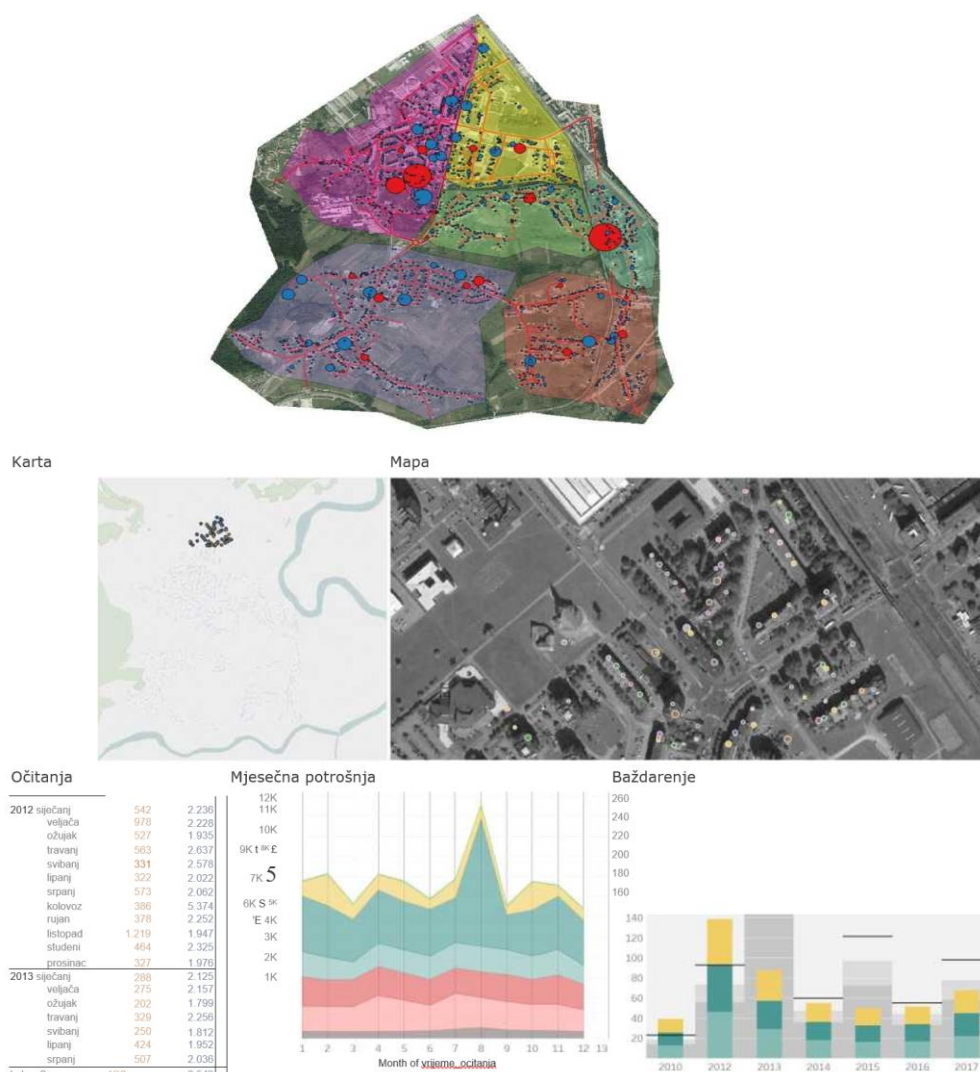 Karta Mapa
Očitanja Mjesečna potrošnja Baždarenje
2012 siječanj 542 2.236
veljača 978 2.228
ožujak 527 1.935
travanj 563 2.637
svibanj 331 2.578
lipanj 322 2.022
srpanj 573 2.062
kolovoz 386 5.374
rujan 378 2.252
listopad 1.219 1.947
studeni 464 2.325
prosinac 327 1.976
2013 siječanj 288 2.125
veljača 275 2.157
ožujak 202 1.799
travanj 329 2.256
svibanj 250 1.812
lipanj 424 1.952
srpanj 507 2.036
12K
11K
10K
9K t 8K £
7K 5
6K S 5K
'E 4K
3K
2K
1K
1 2 3 4 5 6 7 8 9 10 11 12 13
Month of vrijeme_ocitanja
260
240
220
200
180
160
140
120
100
80
60
40
20
2010 2012 2013 2014 2015 2016 2017